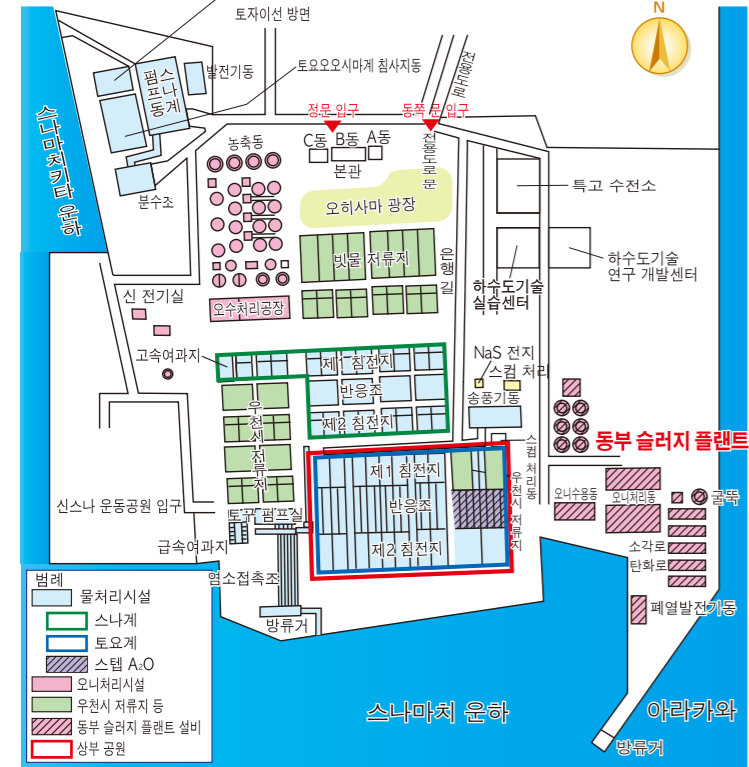 토자이선 방면
N
스나계
펌프동
발전기동
토요오오시마계 침사지동
전용도로
스나마치키타 운하
정문 입구
동쪽 문 입구
농축동
C동
B동
A동
본관
전용도로문
분수조
오히사마 광장
특고 수전소
빗물 저류지
은행길
하수도기술
연구 개발센터
하수도기술
실습센터
신 전기실
오수처리공장
고속여과지
제1 침전지
반응조
제2 침전지
NaS 전지
스컴 처리
송풍기동
우천시 저류지
동부 슬러지 플랜트
스컴 처리동
제1 침전지
반응조
제2 침전지
우천시 저류지
오니수용동
오니처리동
굴뚝
신스나 운동공원 입구
토구 펌프실
급속여과지
소각로
탄화로
염소접촉조
폐열발전기동
방류거
스나마치 운하
아라카와
방류거
범례
물처리시설
스나계
토요계
스텝 A₂O
오니처리시설
우천시 저류지 등
동부 슬러지 플랜트 설비
상부 공원